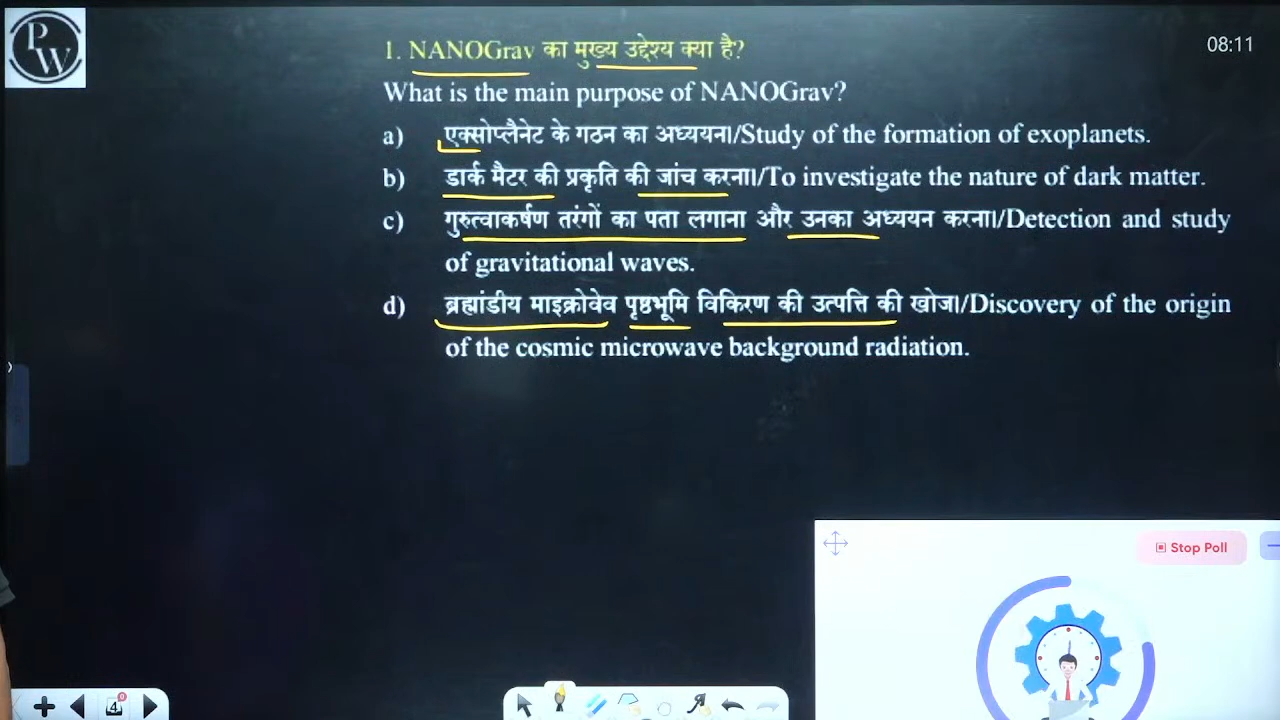 P
W
08:11
1. NANOGrav का मुख्य उद्देश्य क्या है?
What is the main purpose of NANOGrav?
a) एक्सोप्लैनेट के गठन का अध्ययन।/Study of the formation of exoplanets.
b) डार्क मैटर की प्रकृति की जांच करना।/To investigate the nature of dark matter.
c) गुरुत्वाकर्षण तरंगों का पता लगाना और उनका अध्ययन करना।/Detection and study
of gravitational waves.
d) ब्रह्मांडीय माइक्रोवेव पृष्ठभूमि विकिरण की उत्पत्ति की खोज।/Discovery of the origin
of the cosmic microwave background radiation.
Stop Poll
4